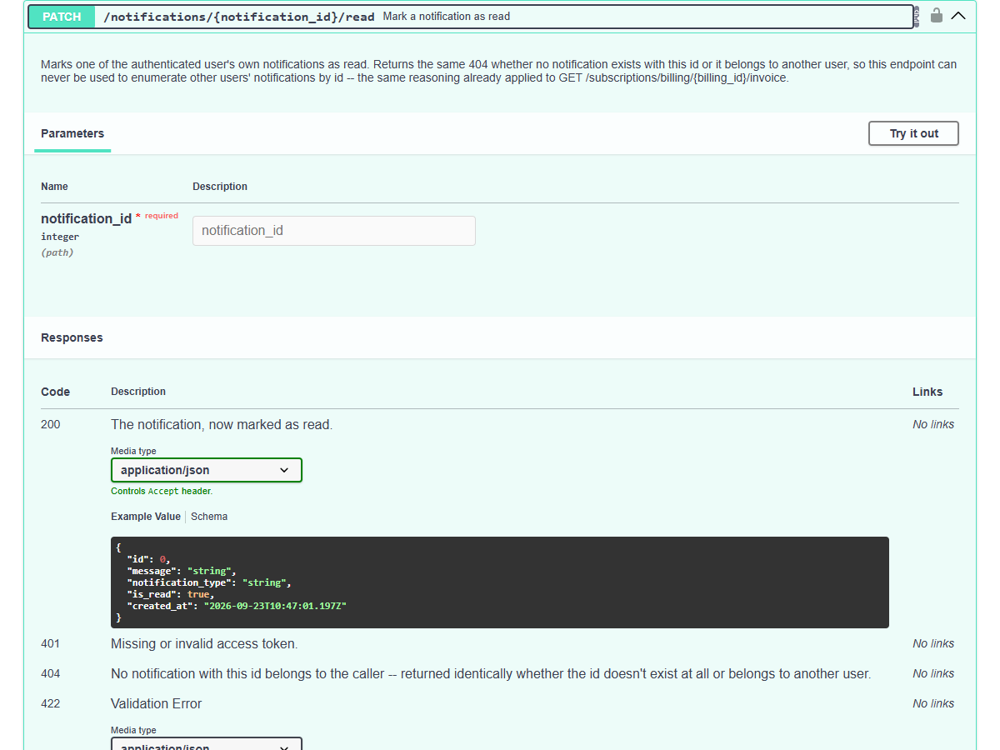 PATCH /notifications/{notification_id}/read Mark a notification as read
Marks one of the authenticated user's own notifications as read. Returns the same 404 whether no notification exists with this id or it belongs to another user, so this endpoint can
never be used to enumerate other users' notifications by id -- the same reasoning already applied to GET /subscriptions/billing/{billing_id}/invoice.
Parameters
Try it out
Name Description
notification_id * required
integer
(path)
notification_id
Responses
Code Description Links
200 The notification, now marked as read. No links
Media type
application/json
Controls Accept header.
Example Value Schema
{
"id": 0,
"message": "string",
"notification_type": "string",
"is_read": true,
"created_at": "2026-09-23T10:47:01.197Z"
}
401 Missing or invalid access token. No links
404 No notification with this id belongs to the caller -- returned identically whether the id doesn't exist at all or belongs to another user. No links
422 Validation Error No links
Media type
application/json